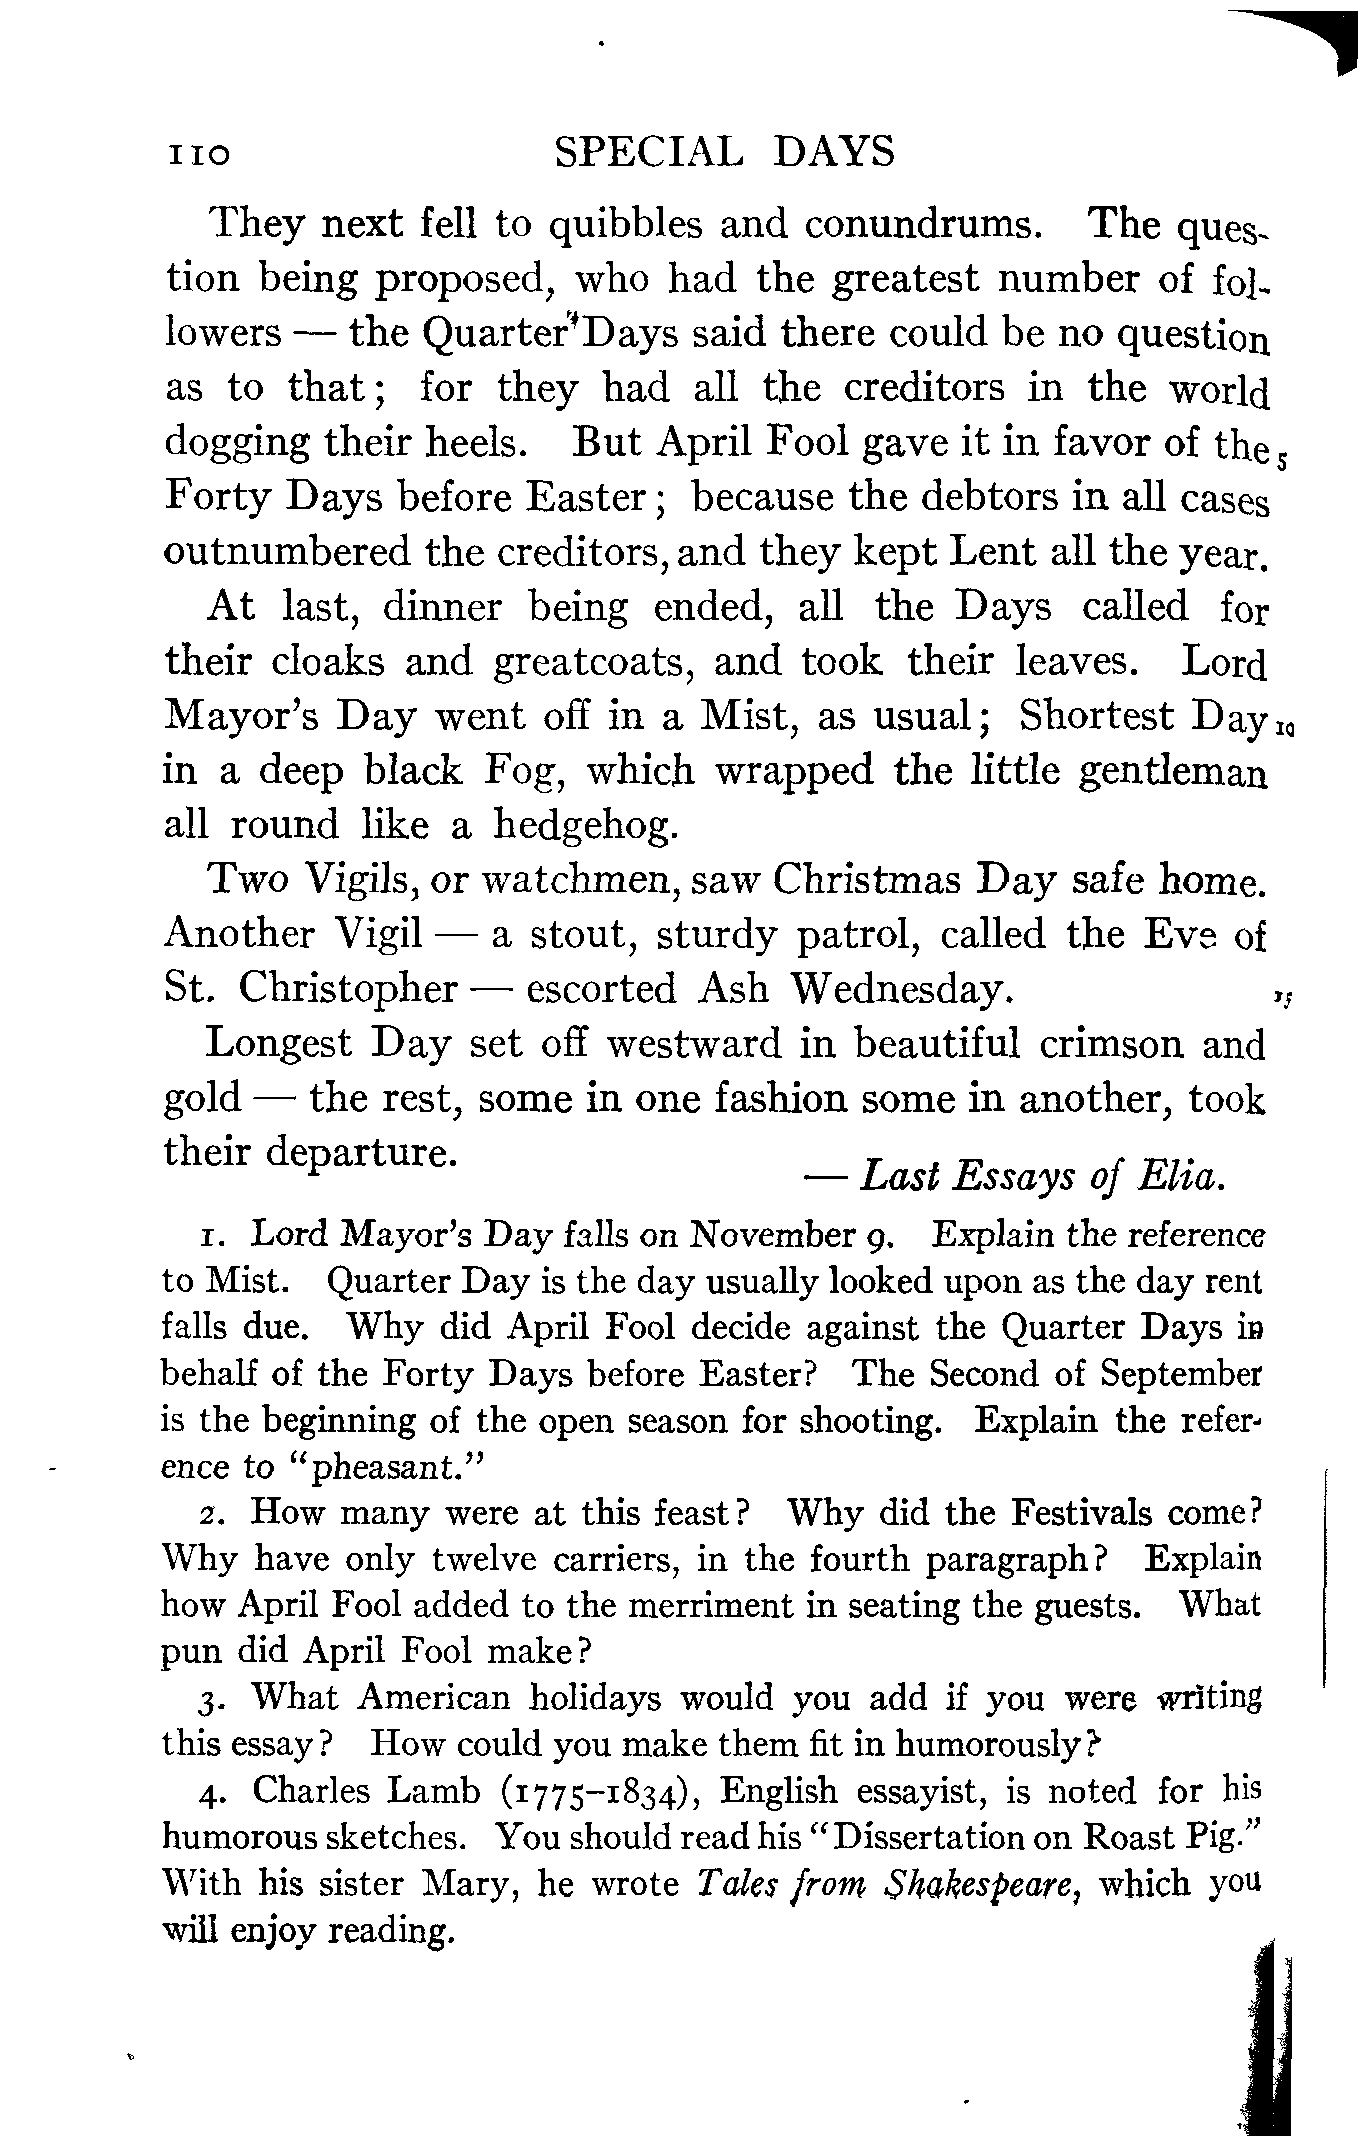 110 SPECIAL DAYS
They next fell to quibbles and conundrums. The ques-
tion being proposed, who had the greatest number of fol-
lowers — the Quarter Days said there could be no question
as to that; for they had all the creditors in the world
dogging their heels. But April Fool gave it in favor of the 5
Forty Days before Easter; because the debtors in all cases
outnumbered the creditors, and they kept Lent all the year.
At last, dinner being ended, all the Days called for
their cloaks and greatcoats, and took their leaves. Lord
Mayor's Day went off in a Mist, as usual; Shortest Day 10
in a deep black Fog, which wrapped the little gentleman
all round like a hedgehog.
Two Vigils, or watchmen, saw Christmas Day safe home.
Another Vigil — a stout, sturdy patrol, called the Eve of
St. Christopher — escorted Ash Wednesday. 15
Longest Day set off westward in beautiful crimson and
gold — the rest, some in one fashion some in another, took
their departure.
— Last Essays of Elia.
1. Lord Mayor's Day falls on November 9. Explain the reference
to Mist. Quarter Day is the day usually looked upon as the day rent
falls due. Why did April Fool decide against the Quarter Days in
behalf of the Forty Days before Easter? The Second of September
is the beginning of the open season for shooting. Explain the refer-
ence to "pheasant."
2. How many were at this feast? Why did the Festivals come?
Why have only twelve carriers, in the fourth paragraph? Explain
how April Fool added to the merriment in seating the guests. What
pun did April Fool make?
3. What American holidays would you add if you were writing
this essay? How could you make them fit in humorously?
4. Charles Lamb (1775–1834), English essayist, is noted for his
humorous sketches. You should read his "Dissertation on Roast Pig."
With his sister Mary, he wrote Tales from Shakespeare, which you
will enjoy reading.